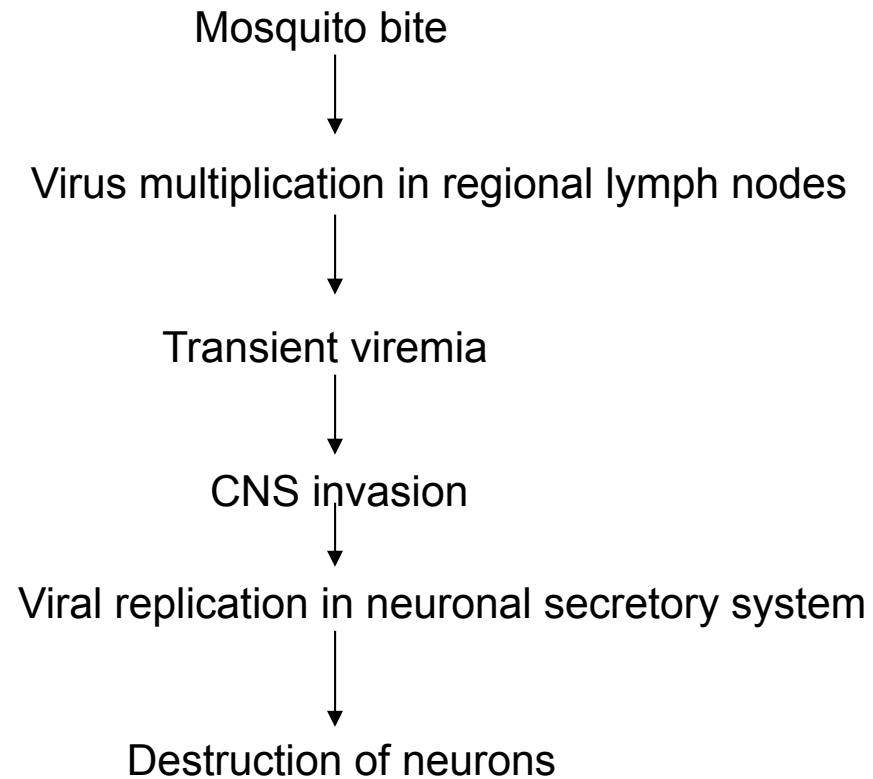 Mosquito bite
Virus multiplication in regional lymph nodes
Transient viremia
CNS invasion
Viral replication in neuronal secretory system
Destruction of neurons